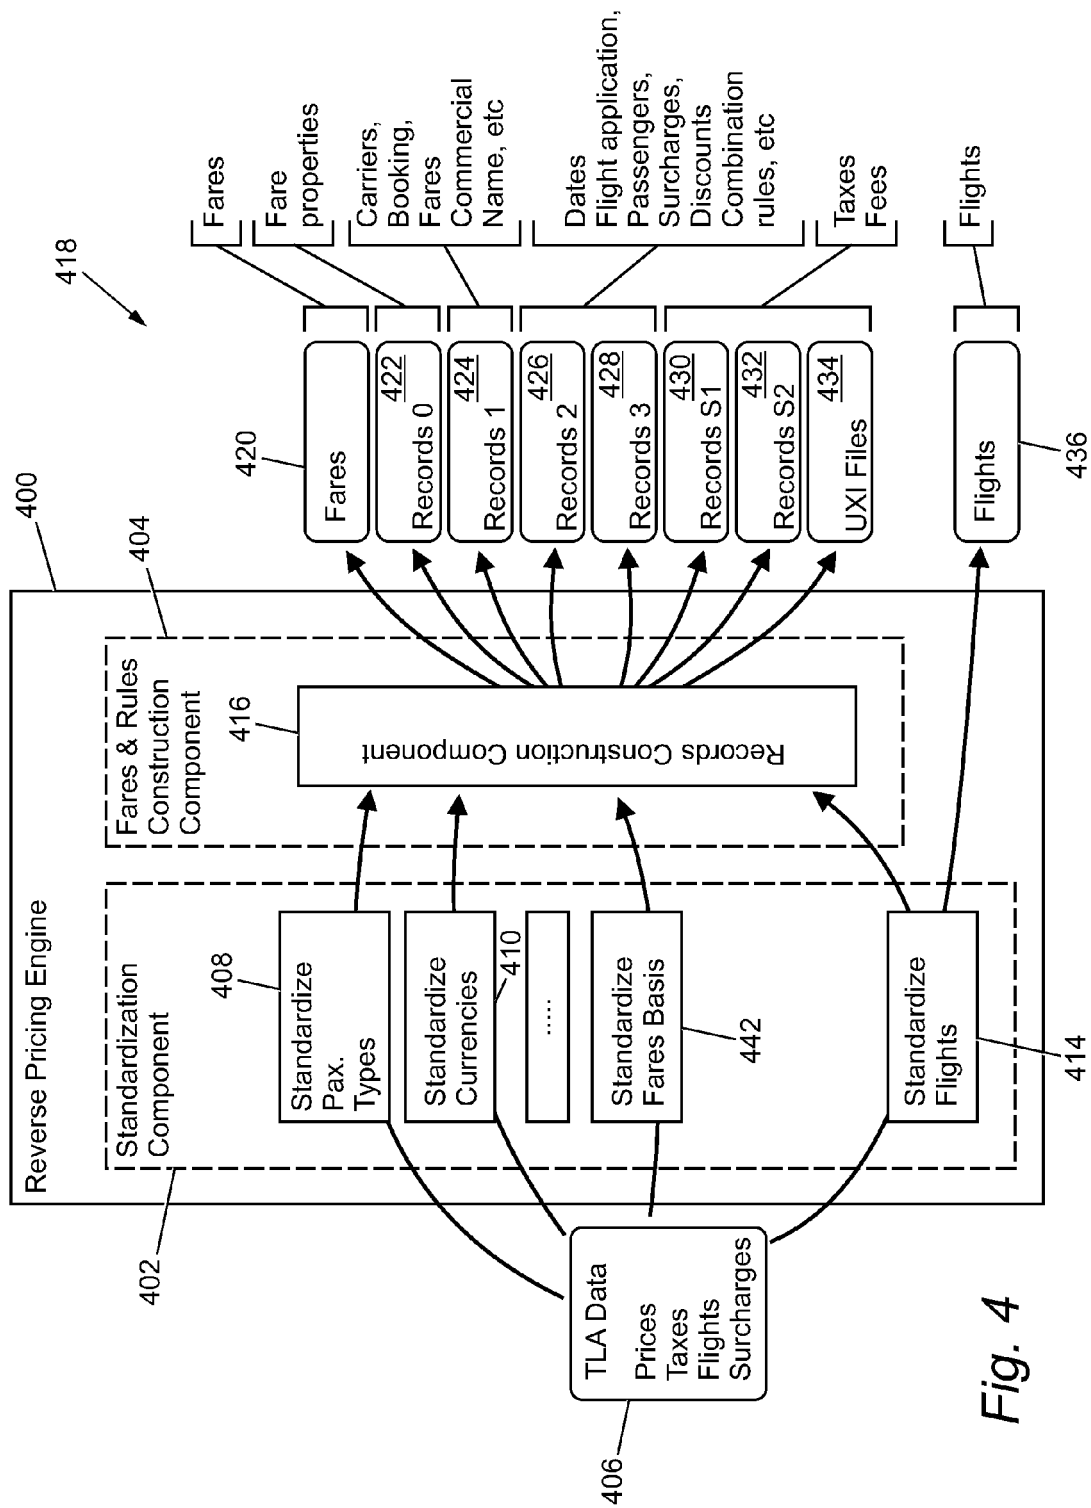 418
400
Reverse Pricing Engine
402
Standardization
Component
404
Fares & Rules
Construction
Component
406
TLA Data
Prices
Taxes
Flights
Surcharges
408
Standardize
Pax.
Types
Standardize
Currencies
410
.....
Standardize
Fares Basis
442
Standardize
Flights
414
416
Records Construction Component
420
Fares
422
Records 0
424
Records 1
426
Records 2
428
Records 3
430
Records S1
432
Records S2
434
UXI Files
Flights
436
Fares
Fare
properties
Carriers,
Booking,
Fares
Commercial
Name, etc
Dates
Flight application,
Passengers,
Surcharges,
Discounts
Combination
rules, etc
Taxes
Fees
Flights
Fig. 4